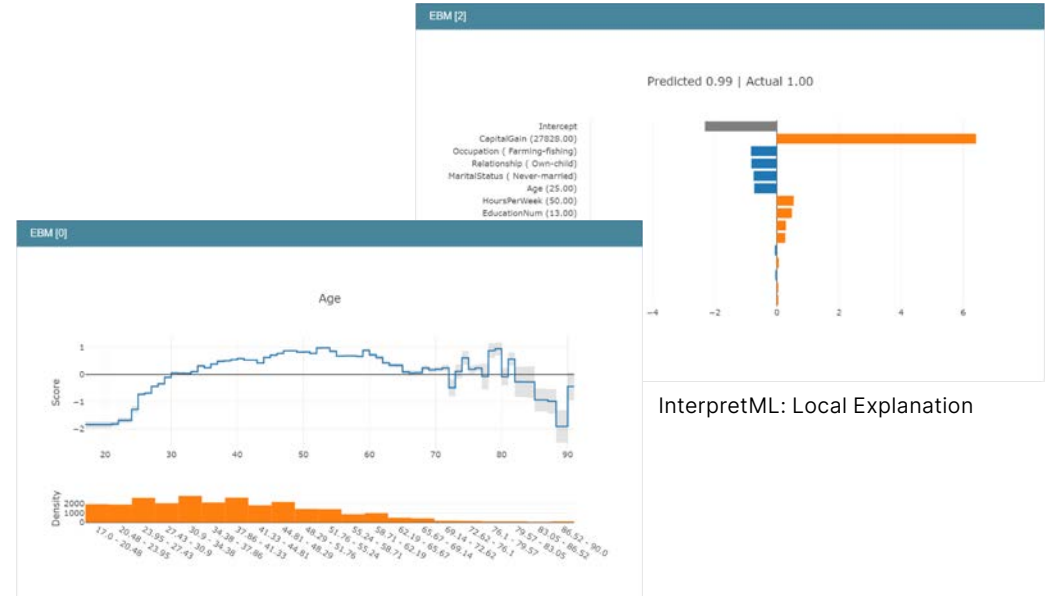 EBM [2]
Predicted 0.99 | Actual 1.00
Intercept
CapitalGain (27828.00)
Occupation ( Farming-fishing)
Relationship ( Own-child)
MaritalStatus ( Never-married)
Age (25.00)
HoursPerWeek (50.00)
EducationNum (13.00)
−4 −2 0 2 4 6
InterpretML: Local Explanation
EBM [0]
Age
Score
1
0
−1
−2
20 30 40 50 60 70 80 90
Density
2000
1000
0
17.0 - 20.48
20.48 - 23.95
23.95 - 27.43
27.43 - 30.9
30.9 - 34.38
34.38 - 37.86
37.86 - 41.33
41.33 - 44.81
44.81 - 48.29
48.29 - 51.76
51.76 - 55.24
55.24 - 58.71
58.71 - 62.19
62.19 - 65.67
65.67 - 69.14
69.14 - 72.62
72.62 - 76.1
76.1 - 79.57
79.57 - 83.05
83.05 - 86.52
86.52 - 90.0